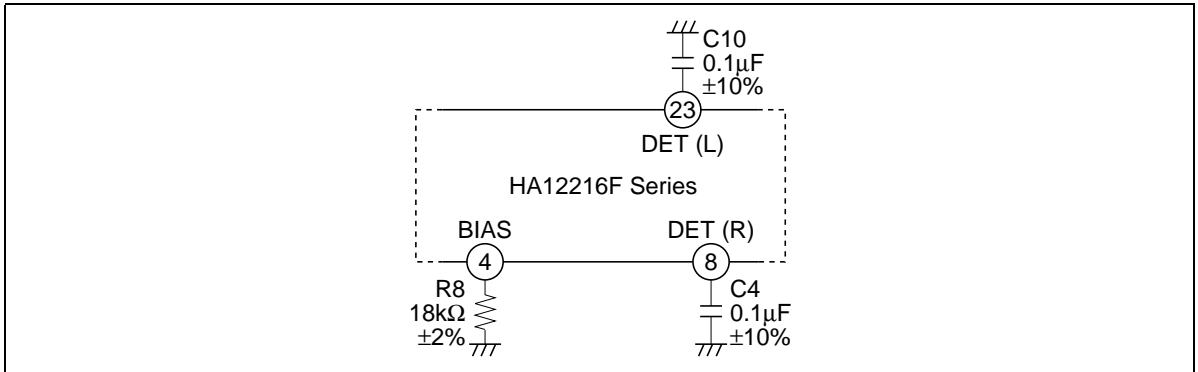 C10
0.1µF
±10%
23
DET (L)
HA12216F Series
BIAS
DET (R)
4
8
R8
18kΩ
±2%
C4
0.1µF
±10%